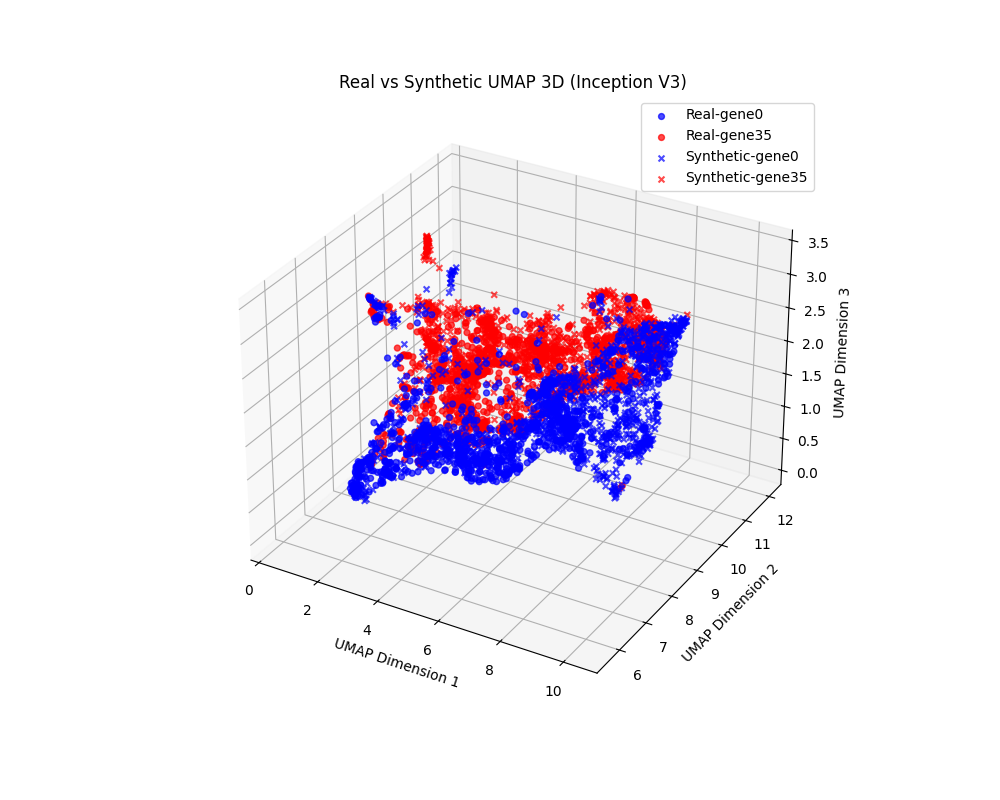 Real vs Synthetic UMAP 3D (Inception V3)
Real-gene0
Real-gene35
Synthetic-gene0
Synthetic-gene35
3.5
3.0
2.5
2.0
1.5
1.0
0.5
0.0
UMAP Dimension 3
12
11
10
9
8
7
6
UMAP Dimension 2
0
2
4
6
8
10
UMAP Dimension 1